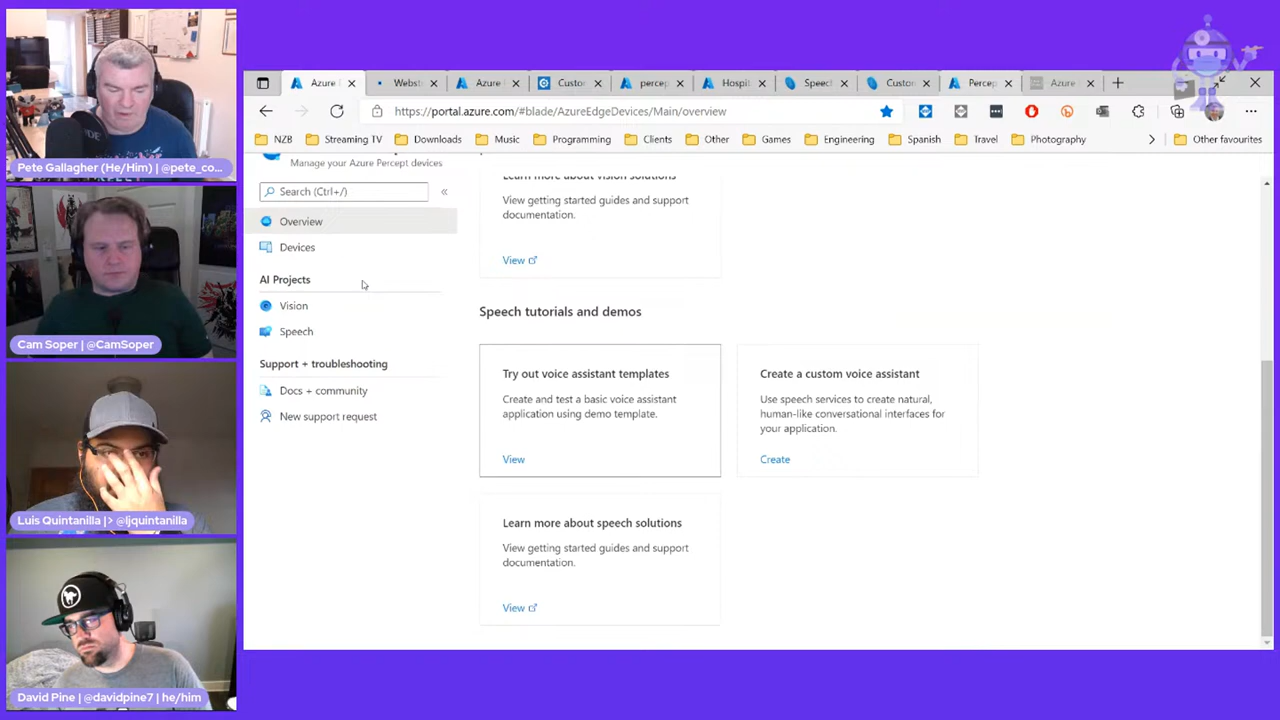 Pete Gallagher (He/Him) | @pete_co...
Cam Soper | @CamSoper
Luis Quintanilla |> @ljquintanilla
David Pine | @davidpine7 | he/him
Azure
Webst
Azure
Custor
percep
Hospit
Speech
Custor
Percep
Azure
https://portal.azure.com/#blade/AzureEdgeDevices/Main/overview
NZB
Streaming TV
Downloads
Music
Programming
Clients
Other
Games
Engineering
Spanish
Travel
Photography
Other favourites
Manage your Azure Percept devices
Search (Ctrl+/)
Overview
Devices
AI Projects
Vision
Speech
Support + troubleshooting
Docs + community
New support request
Learn more about vision solutions
View getting started guides and support
documentation.
View
Speech tutorials and demos
Try out voice assistant templates
Create and test a basic voice assistant
application using demo template.
View
Create a custom voice assistant
Use speech services to create natural,
human-like conversational interfaces for
your application.
Create
Learn more about speech solutions
View getting started guides and support
documentation.
View